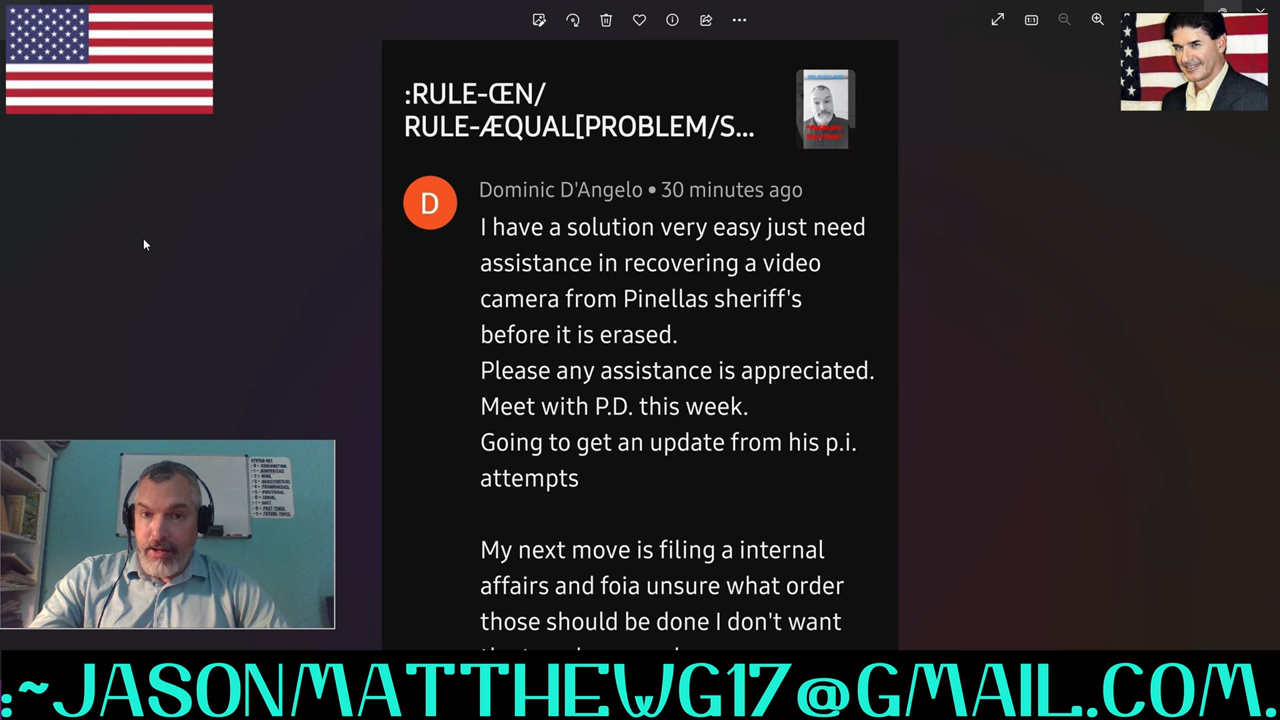 :RULE-ŒN/
RULE-ÆQUAL[PROBLEM/S...
D
Dominic D'Angelo • 30 minutes ago
I have a solution very easy just need
assistance in recovering a video
camera from Pinellas sheriff's
before it is erased.
Please any assistance is appreciated.
Meet with P.D. this week.
Going to get an update from his p.i.
attempts
My next move is filing a internal
affairs and foia unsure what order
those should be done I don't want
:~JASONMATTHEWG17@GMAIL.COM.